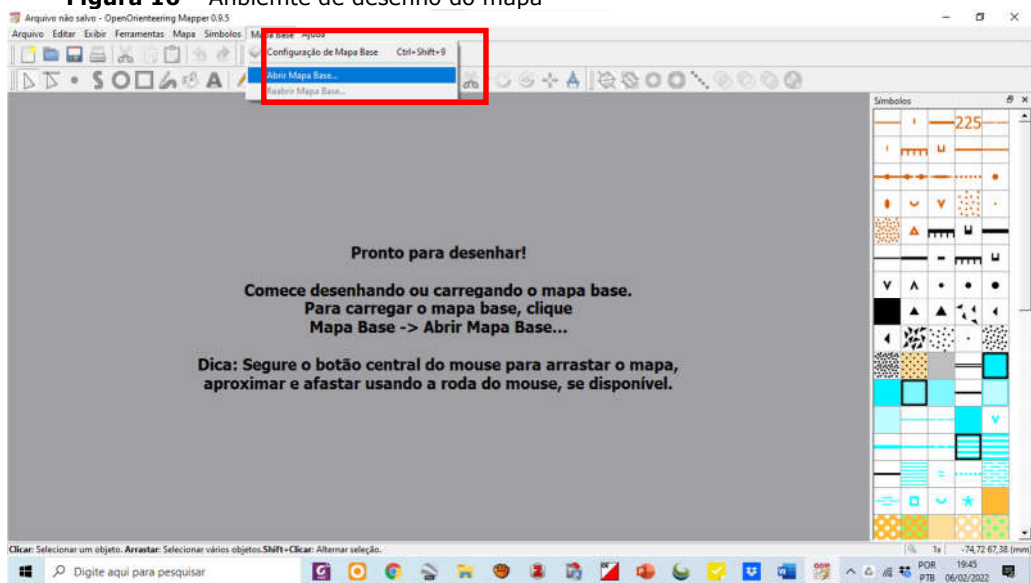 Figura 16 – Anbiemte de desenho do mapa
Arquivo não salvo - OpenOrienteering Mapper 0.9.5
Arquivo Editar Exibir Ferramentas Mapa Símbolos Mapa Base Ajuda
Configuração de Mapa Base Ctrl+Shift+9
Abrir Mapa Base...
Reabrir Mapa Base...
Símbolos
225
Pronto para desenhar!
Comece desenhando ou carregando o mapa base.
Para carregar o mapa base, clique
Mapa Base -> Abrir Mapa Base...
Dica: Segure o botão central do mouse para arrastar o mapa,
aproximar e afastar usando a roda do mouse, se disponível.
Clicar: Selecionar um objeto. Arrastar: Selecionar vários objetos. Shift+Clicar: Alternar seleção.
1x
-74,72 67,38 (mm)
Digite aqui para pesquisar
POR
PTB
19:45
06/02/2022